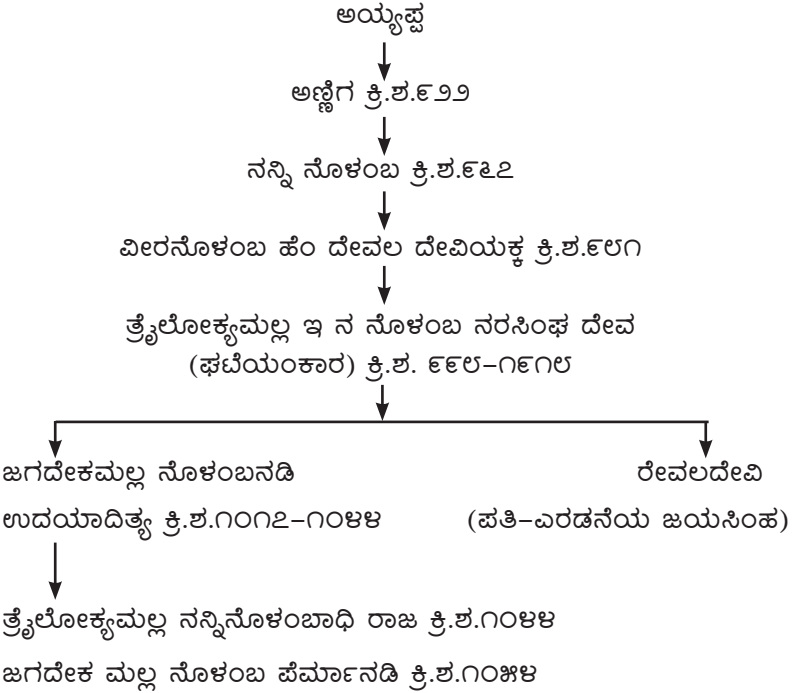 ಅಯ್ಯಪ್ಪ
ಅಣ್ಣಿಗ ಕ್ರಿ.ಶ.೯೨೨
ನನ್ನಿ ನೊಳಂಬ ಕ್ರಿ.ಶ.೯೬೭
ವೀರನೊಳಂಬ ಹೆಂ ದೇವಲ ದೇವಿಯಕ್ಕ ಕ್ರಿ.ಶ.೯೮೧
ತ್ರೈಲೋಕ್ಯಮಲ್ಲ ಇ ನ ನೊಳಂಬ ನರಸಿಂಘ ದೇವ
(ಘಟೆಯಂಕಾರ) ಕ್ರಿ.ಶ. ೯೯೮–೧೯೧೮
ಜಗದೇಕಮಲ್ಲ ನೊಳಂಬನಡಿ
ಉದಯಾದಿತ್ಯ ಕ್ರಿ.ಶ.೧೦೧೭–೧೦೪೪
ರೇವಲದೇವಿ
(ಪತಿ–ಎರಡನೆಯ ಜಯಸಿಂಹ)
ತ್ರೈಲೋಕ್ಯಮಲ್ಲ ನನ್ನಿನೊಳಂಬಾಧಿ ರಾಜ ಕ್ರಿ.ಶ.೧೦೪೪
ಜಗದೇಕ ಮಲ್ಲ ನೊಳಂಬ ಪೆರ್ಮಾನಡಿ ಕ್ರಿ.ಶ.೧೦೫೪